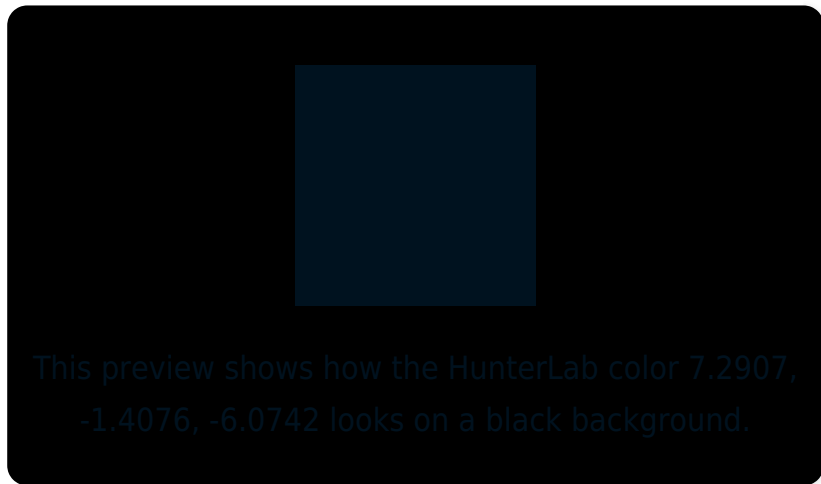 This preview shows how the HunterLab color 7.2907,
-1.4076, -6.0742 looks on a black background.